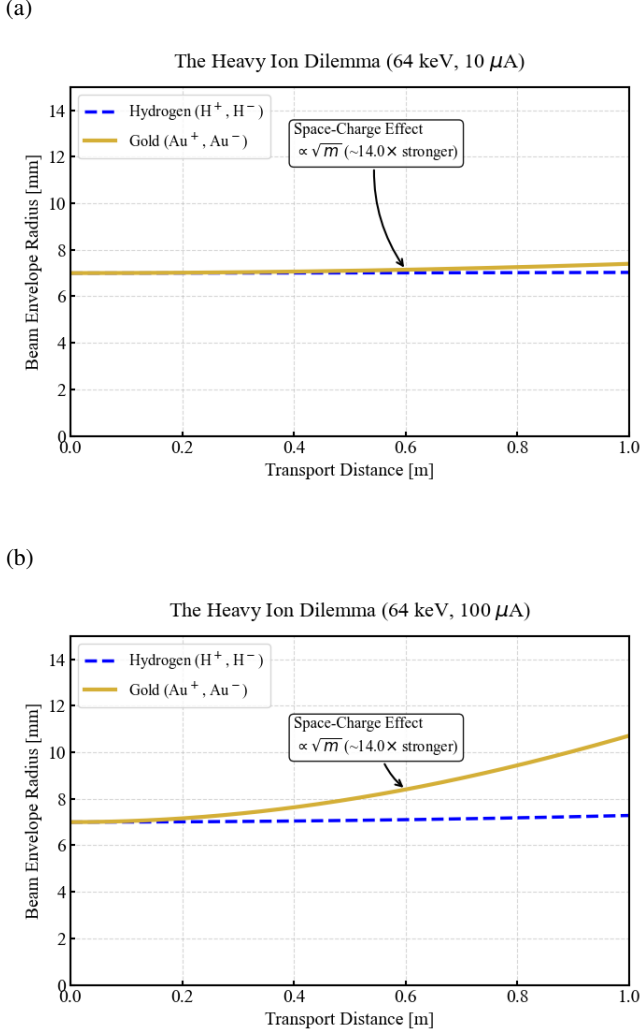 (a)
The Heavy Ion Dilemma (64 keV, 10 μA)
Hydrogen (H⁺, H⁻)
Gold (Au⁺, Au⁻)
Space-Charge Effect
∝ √m (~14.0× stronger)
Beam Envelope Radius [mm]
14
12
10
8
6
4
2
0
0.0 0.2 0.4 0.6 0.8 1.0
Transport Distance [m]
(b)
The Heavy Ion Dilemma (64 keV, 100 μA)
Hydrogen (H⁺, H⁻)
Gold (Au⁺, Au⁻)
Space-Charge Effect
∝ √m (~14.0× stronger)
Beam Envelope Radius [mm]
14
12
10
8
6
4
2
0
0.0 0.2 0.4 0.6 0.8 1.0
Transport Distance [m]